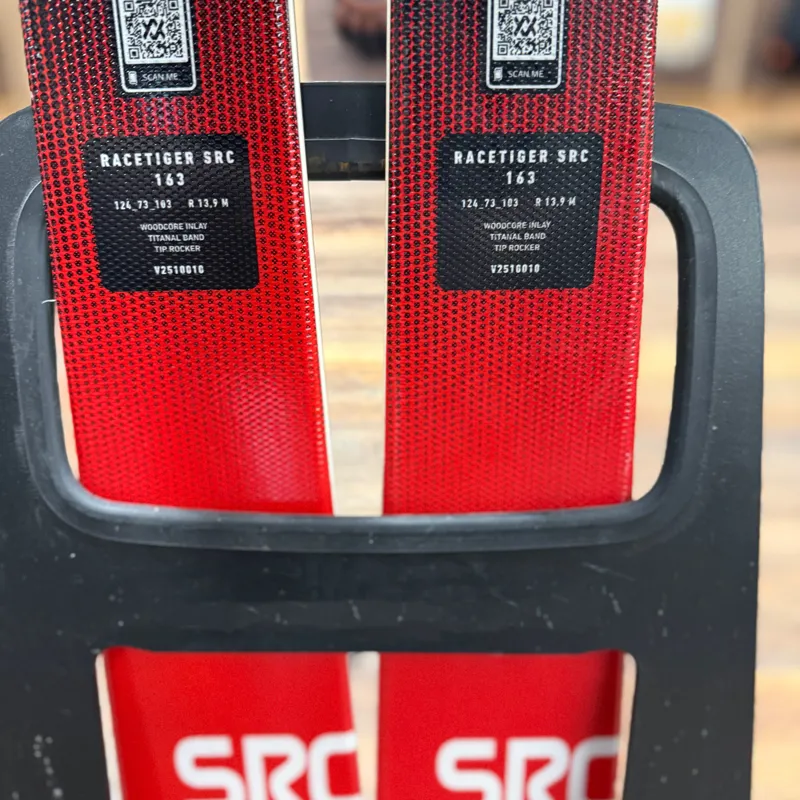 SCAN ME
RACETIGER SRC
163
124_73_103 R 13,9 M
WOODCORE INLAY
TITANAL BAND
TIP ROCKER
V2510010
SCAN ME
RACETIGER SRC
163
124_73_103 R 13,9 M
WOODCORE INLAY
TITANAL BAND
TIP ROCKER
V2510010
SRC
SRC